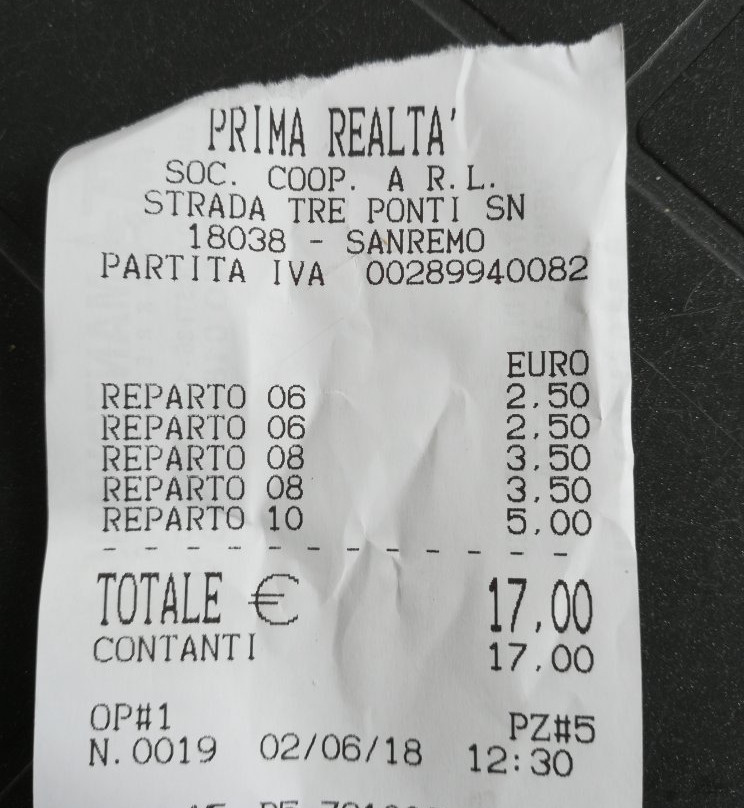 PRIMA REALTA'
SOC. COOP. A R.L.
STRADA TRE PONTI SN
18038 - SANREMO
PARTITA IVA 00289940082
EURO
REPARTO 06 2,50
REPARTO 06 2,50
REPARTO 08 3,50
REPARTO 08 3,50
REPARTO 10 5,00
TOTALE € 17,00
CONTANTI 17,00
OP#1 PZ#5
N.0019 02/06/18 12:30